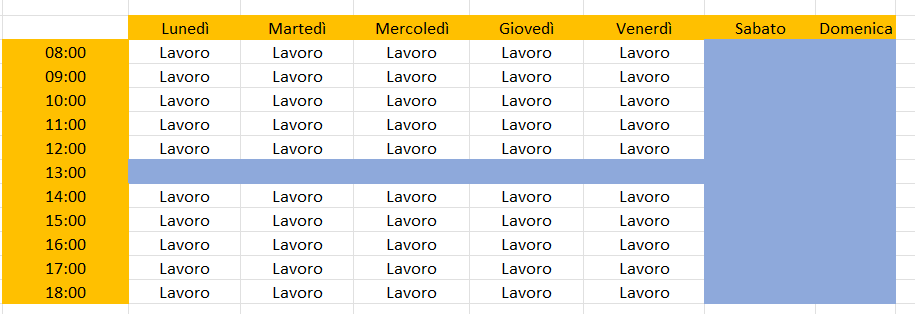 Lunedì Martedì Mercoledì Giovedì Venerdì Sabato Domenica
08:00 Lavoro Lavoro Lavoro Lavoro Lavoro
09:00 Lavoro Lavoro Lavoro Lavoro Lavoro
10:00 Lavoro Lavoro Lavoro Lavoro Lavoro
11:00 Lavoro Lavoro Lavoro Lavoro Lavoro
12:00 Lavoro Lavoro Lavoro Lavoro Lavoro
13:00
14:00 Lavoro Lavoro Lavoro Lavoro Lavoro
15:00 Lavoro Lavoro Lavoro Lavoro Lavoro
16:00 Lavoro Lavoro Lavoro Lavoro Lavoro
17:00 Lavoro Lavoro Lavoro Lavoro Lavoro
18:00 Lavoro Lavoro Lavoro Lavoro Lavoro